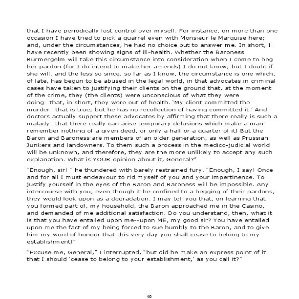 that I have periodically lost control over myself. For instance, on more than one
occasion I have tried to pick a quarrel even with Monsieur le Marquise here;
and, under the circumstances, he had no choice but to answer me. In short, I
have recently been showing signs of ill-health. Whether the Baroness
Burmergelm will take this circumstance into consideration when I come to beg
her pardon (for I do intend to make her amends) I do not know; but I doubt if
she will, and the less so since, so far as I know, the circumstance is one which,
of late, has begun to be abused in the legal world, in that advocates in criminal
cases have taken to justifying their clients on the ground that, at the moment
of the crime, they (the clients) were unconscious of what they were
doing—that, in short, they were out of health. ‘My client committed the
murder—that is true; but he has no recollection of having committed it.’ And
doctors actually support these advocates by affirming that there really is such a
malady—that there really can arise temporary delusions which make a man
remember nothing of a given deed, or only a half or a quarter of it! But the
Baron and Baroness are members of an older generation, as well as Prussian
Junkers and landowners. To them such a process in the medico-judicial world
will be unknown, and therefore, they are the more unlikely to accept any such
explanation. What is YOUR opinion about it, General?”
“Enough, sir!” he thundered with barely restrained fury. “Enough, I say! Once
and for all I must endeavour to rid myself of you and your impertinence. To
justify yourself in the eyes of the Baron and Baroness will be impossible. Any
intercourse with you, even though it be confined to a begging of their pardons,
they would look upon as a degradation. I may tell you that, on learning that
you formed part of, my household, the Baron approached me in the Casino,
and demanded of me additional satisfaction. Do you understand, then, what it
is that you have entailed upon me—upon ME, my good sir? You have entailed
upon me the fact of my being forced to sue humbly to the Baron, and to give
him my word of honour that this very day you shall cease to belong to my
establishment!”
“Excuse me, General,” I interrupted, “but did he make an express point of it
that I should ‘cease to belong to your establishment,’ as you call it?”